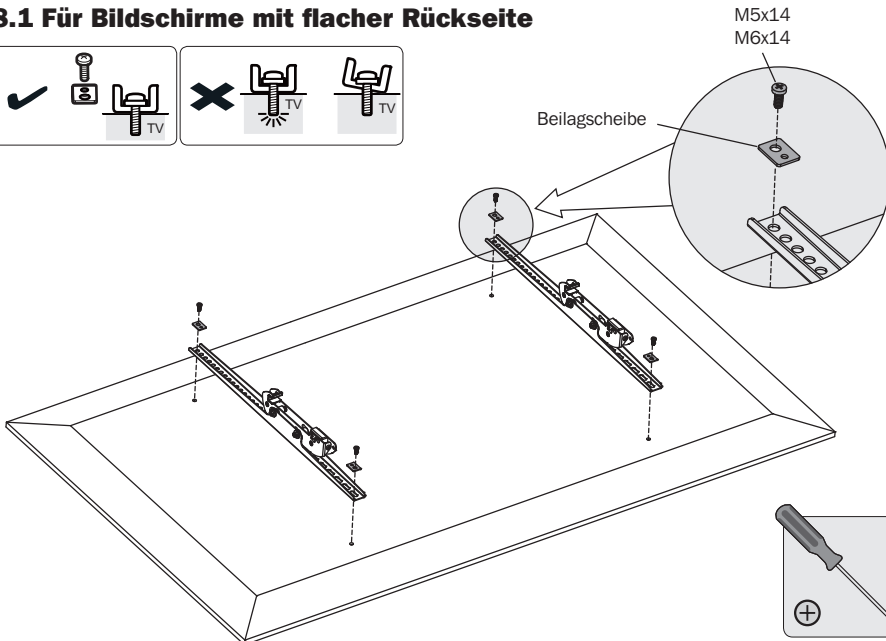 3.1 Für Bildschirme mit flacher Rückseite
M5x14
M6x14
TV
TV
TV
Beilagscheibe